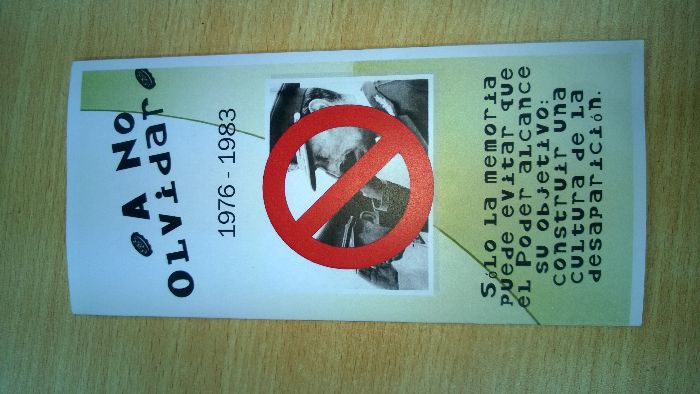 A NO
OLVidar
1976 - 1983
SóLO La memoria
puede evitar que
eL Poder alcance
su objetivo:
construir una
cultura de la
desaparición.